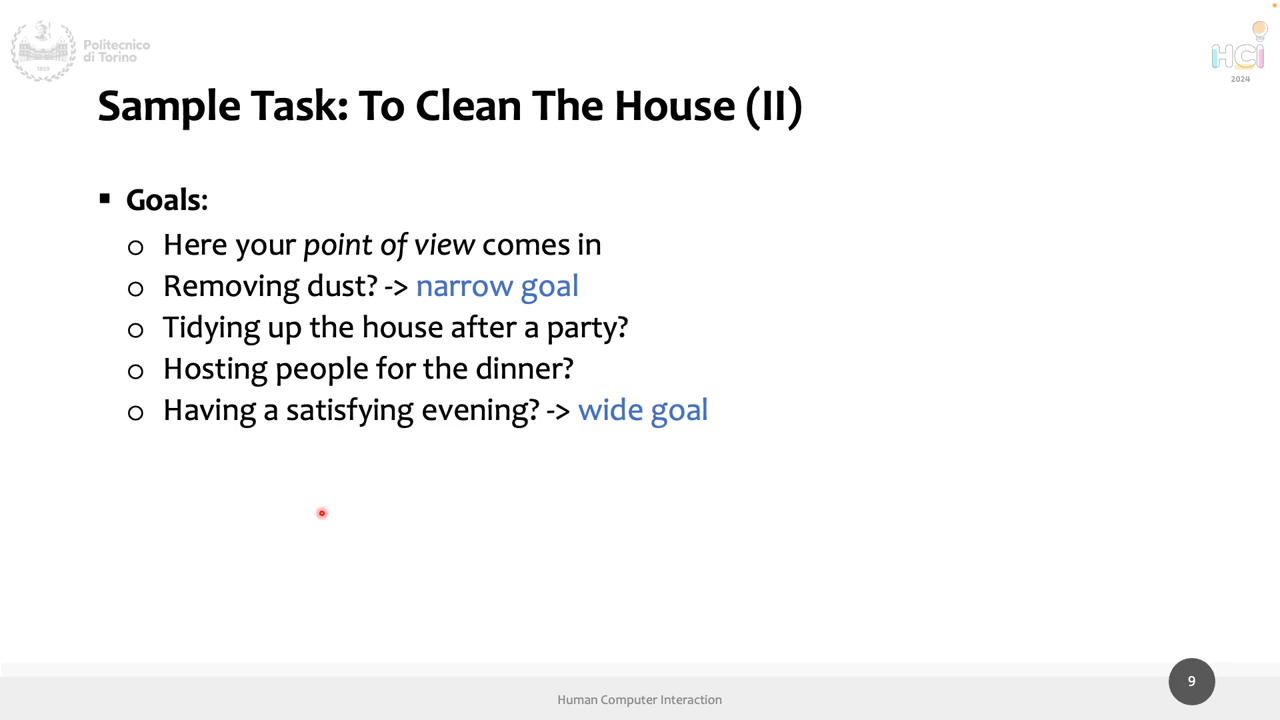 Politecnico
di Torino
1859
HCI
2024
Sample Task: To Clean The House (II)
Goals:
Here your point of view comes in
Removing dust? -> narrow goal
Tidying up the house after a party?
Hosting people for the dinner?
Having a satisfying evening? -> wide goal
9
Human Computer Interaction